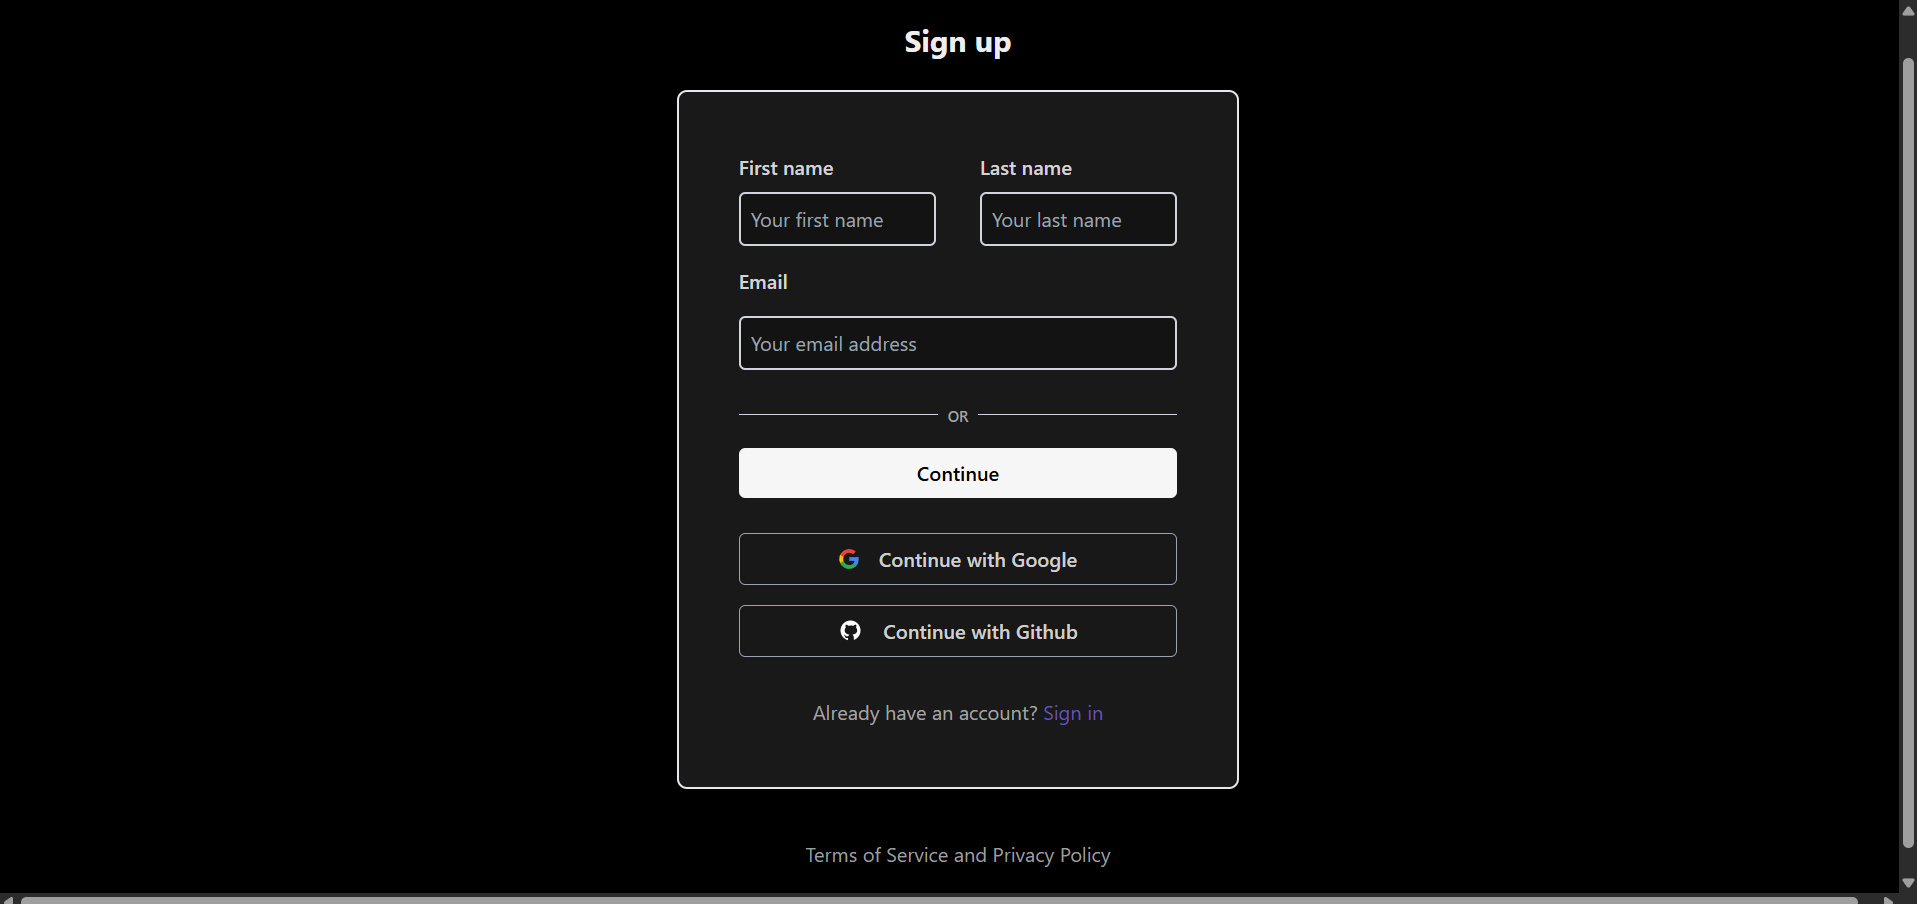 Sign up
First name
Last name
Your first name
Your last name
Email
Your email address
OR
Continue
Continue with Google
Continue with Github
Already have an account? Sign in
Terms of Service and Privacy Policy